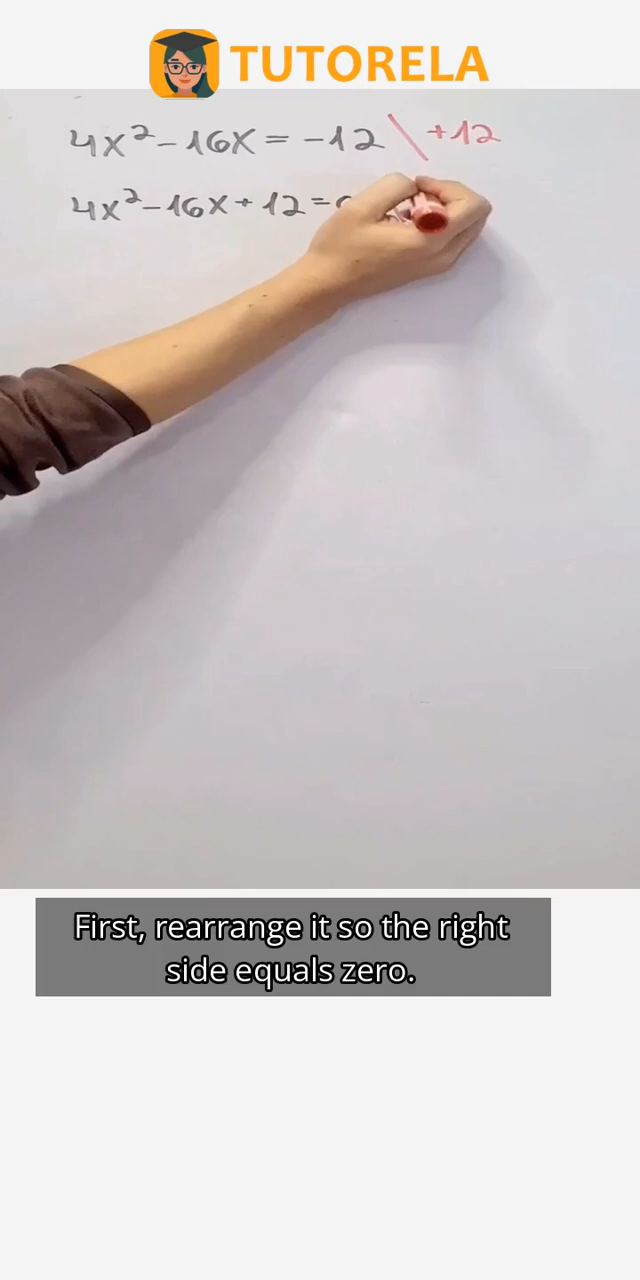 TUTORELA
4x²-16x=-12 \ +12
4x²-16x+12=
First, rearrange it so the right
side equals zero.